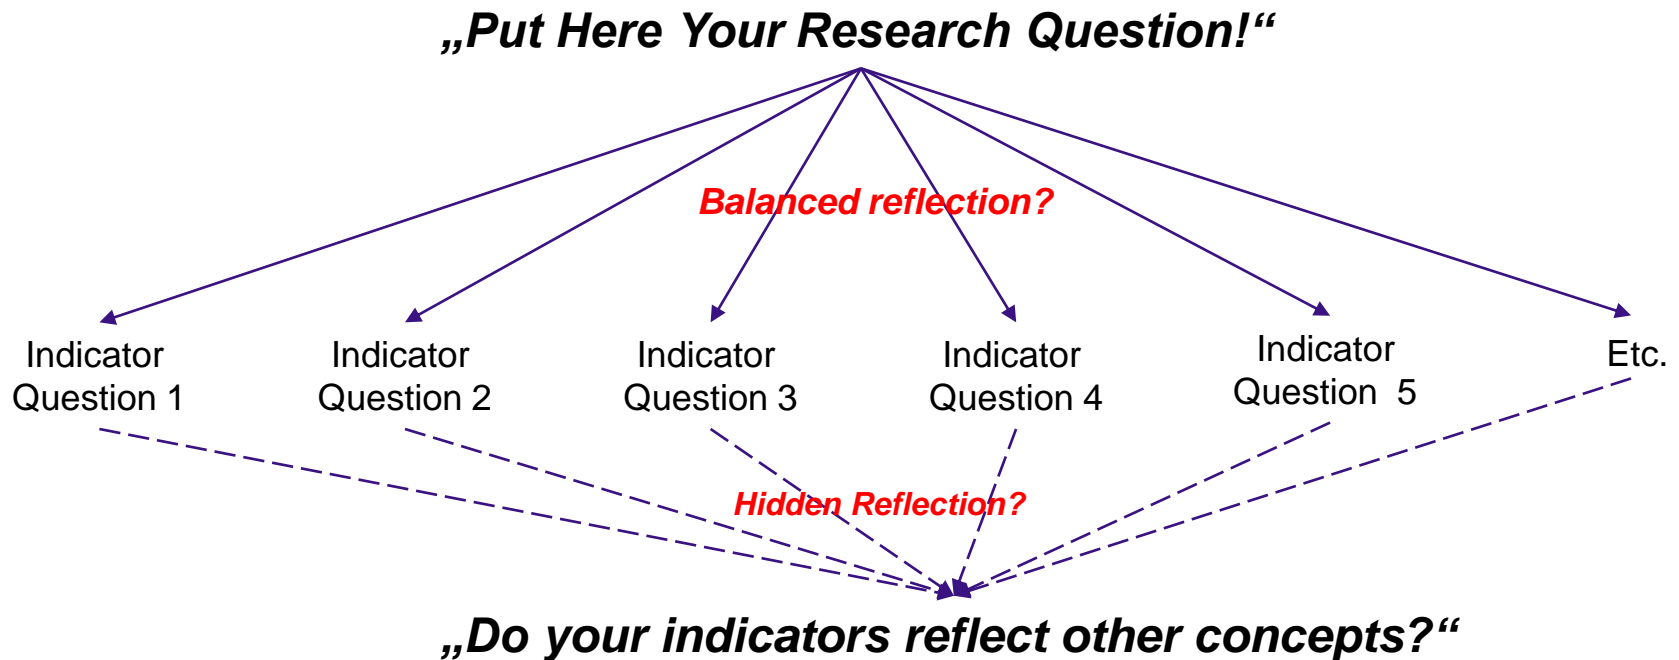 „Put Here Your Research Question!“
Balanced reflection?
Indicator
Question 1
Indicator
Question 2
Indicator
Question 3
Indicator
Question 4
Indicator
Question  5
Etc.
Hidden Reflection?
„Do your indicators reflect other concepts?“